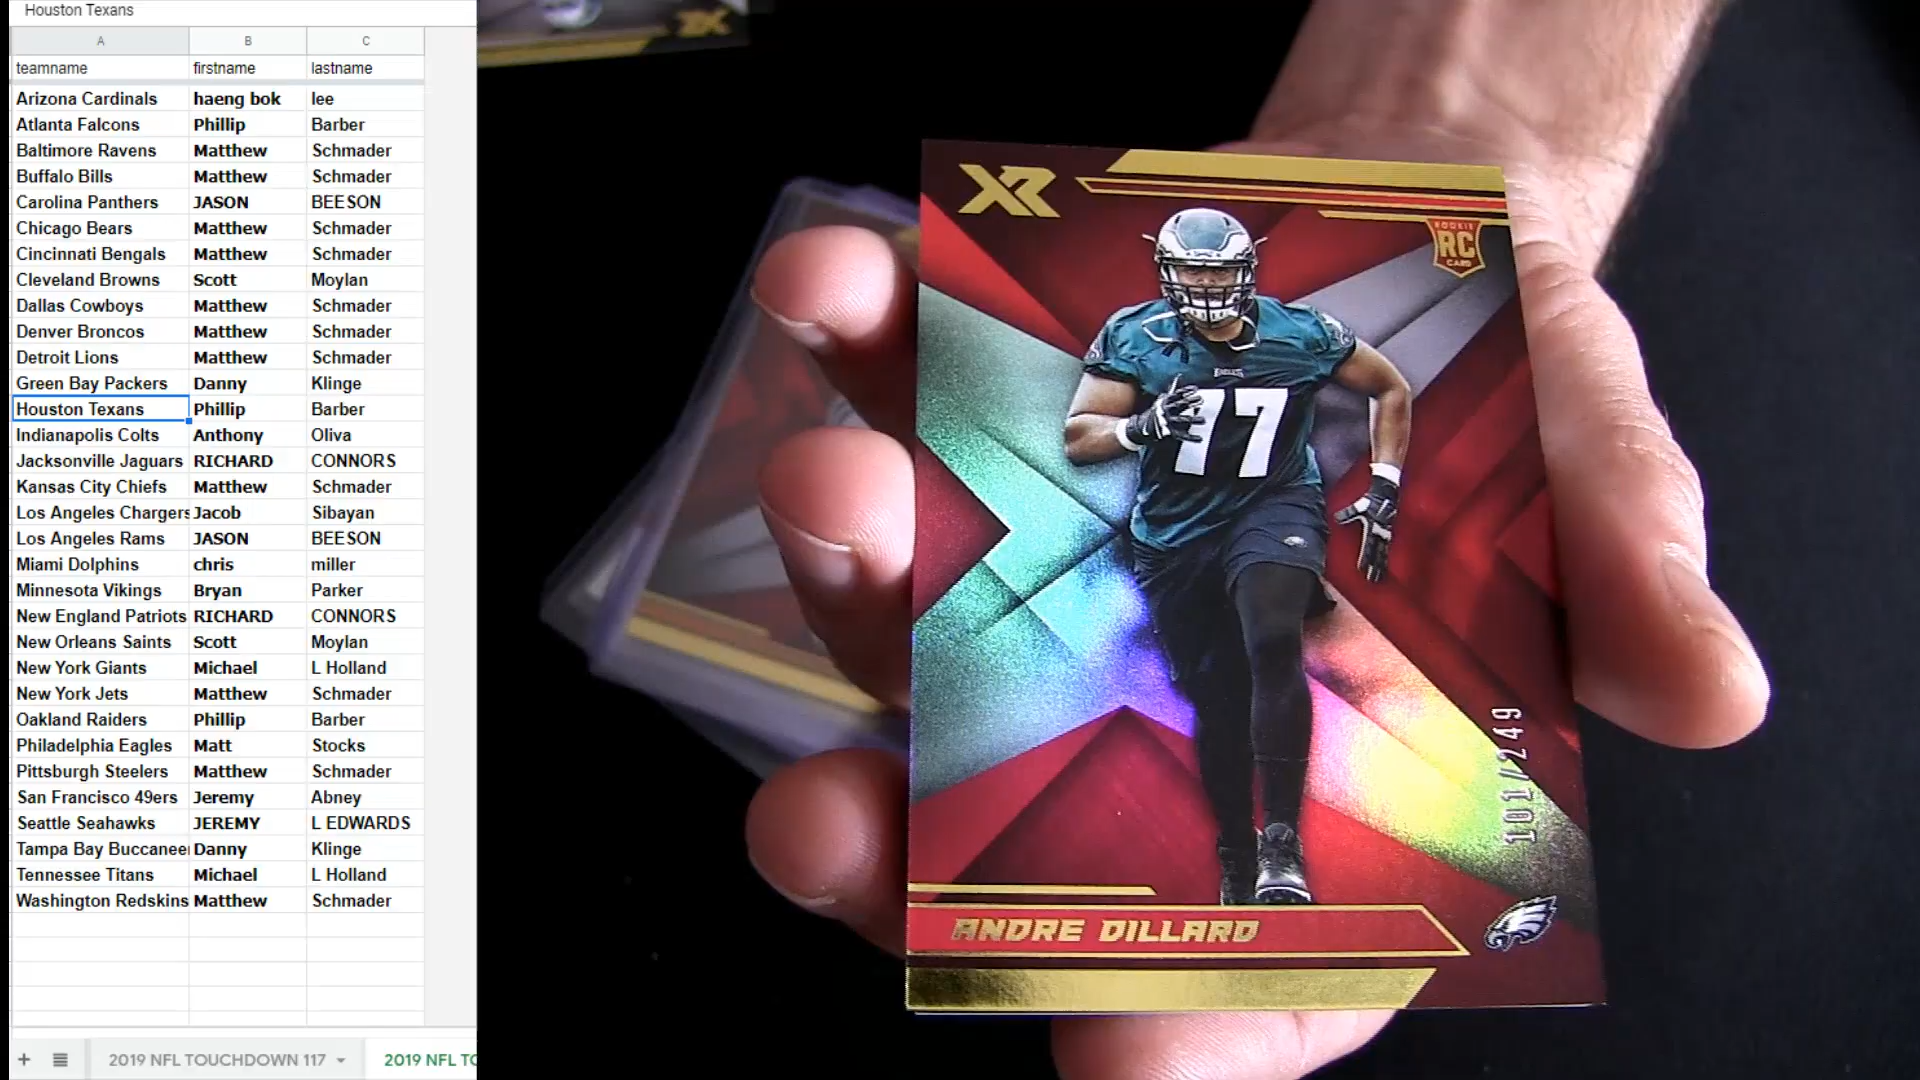 Houston Texans
A B C
teamname firstname lastname
Arizona Cardinals haeng bok lee
Atlanta Falcons Phillip Barber
Baltimore Ravens Matthew Schmader
Buffalo Bills Matthew Schmader
Carolina Panthers JASON BEESON
Chicago Bears Matthew Schmader
Cincinnati Bengals Matthew Schmader
Cleveland Browns Scott Moylan
Dallas Cowboys Matthew Schmader
Denver Broncos Matthew Schmader
Detroit Lions Matthew Schmader
Green Bay Packers Danny Klinge
Houston Texans Phillip Barber
Indianapolis Colts Anthony Oliva
Jacksonville Jaguars RICHARD CONNORS
Kansas City Chiefs Matthew Schmader
Los Angeles Chargers Jacob Sibayan
Los Angeles Rams JASON BEESON
Miami Dolphins chris miller
Minnesota Vikings Bryan Parker
New England Patriots RICHARD CONNORS
New Orleans Saints Scott Moylan
New York Giants Michael L Holland
New York Jets Matthew Schmader
Oakland Raiders Phillip Barber
Philadelphia Eagles Matt Stocks
Pittsburgh Steelers Matthew Schmader
San Francisco 49ers Jeremy Abney
Seattle Seahawks JEREMY L EDWARDS
Tampa Bay Buccanee Danny Klinge
Tennessee Titans Michael L Holland
Washington Redskins Matthew Schmader
2019 NFL TOUCHDOWN 117
2019 NFL TO
XR
XR
ROOKIE
RC
CARD
EAGLES
77
101/249
ANDRE DILLARD